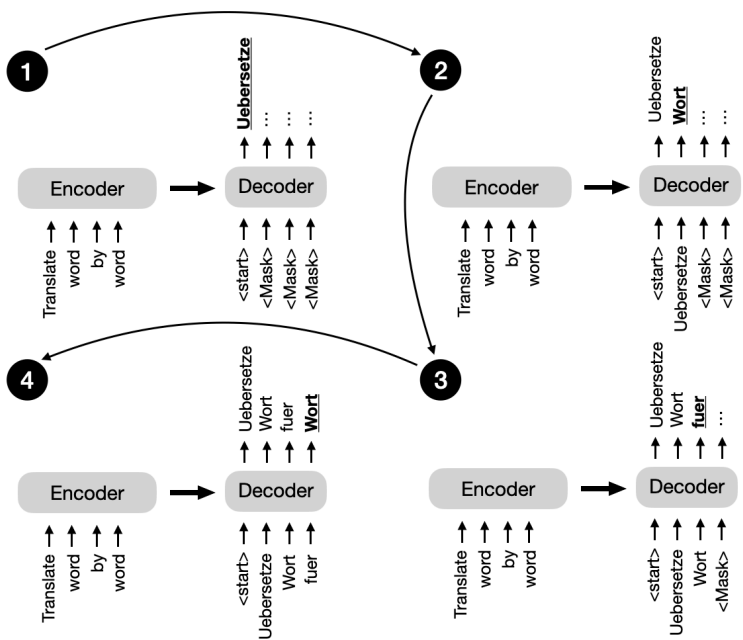 1
Uebersetze
...
...
...
Encoder
Decoder
Translate
word
by
word
<start>
<Mask>
<Mask>
<Mask>
2
Uebersetze
Wort
...
...
Encoder
Decoder
Translate
word
by
word
<start>
Uebersetze
<Mask>
<Mask>
3
Uebersetze
Wort
fuer
...
Encoder
Decoder
Translate
word
by
word
<start>
Uebersetze
Wort
<Mask>
4
Uebersetze
Wort
fuer
Wort
Encoder
Decoder
Translate
word
by
word
<start>
Uebersetze
Wort
fuer